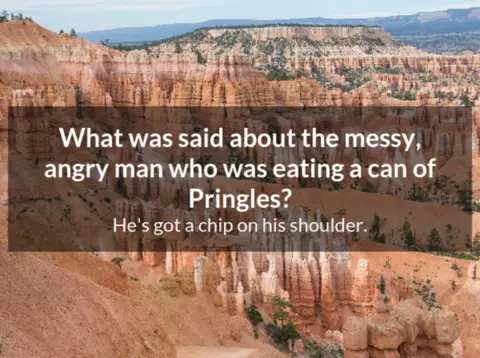 What was said about the messy,
angry man who was eating a can of
Pringles?
He's got a chip on his shoulder.